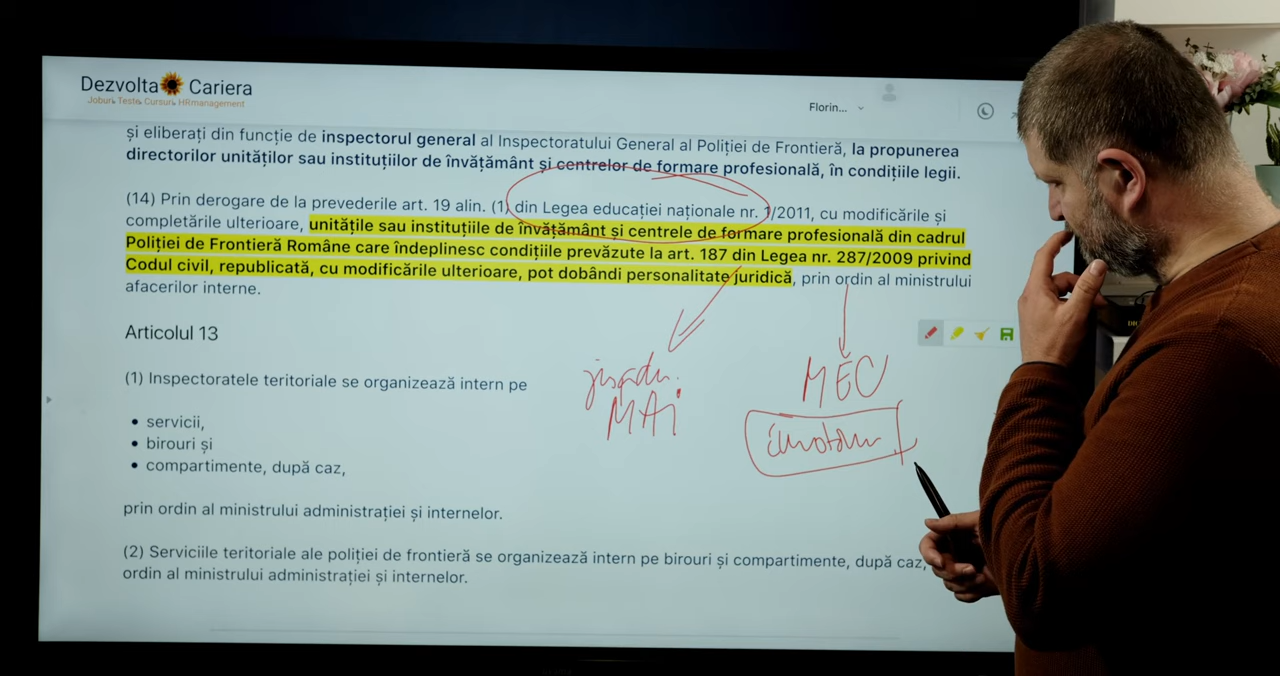 Dezvolta Cariera
Joburi. Teste. Cursuri. HRmanagement
Florin...
și eliberați din funcție de inspectorul general al Inspectoratului General al Poliției de Frontieră, la propunerea
directorilor unităților sau instituțiilor de învățământ și centrelor de formare profesională, în condițiile legii.
(14) Prin derogare de la prevederile art. 19 alin. (1) din Legea educației naționale nr. 1/2011, cu modificările și
completările ulterioare, unitățile sau instituțiile de învățământ și centrele de formare profesională din cadrul
Poliției de Frontieră Române care îndeplinesc condițiile prevăzute la art. 187 din Legea nr. 287/2009 privind
Codul civil, republicată, cu modificările ulterioare, pot dobândi personalitate juridică, prin ordin al ministrului
afacerilor interne.
Articolul 13
(1) Inspectoratele teritoriale se organizează intern pe
• servicii,
• birouri și
• compartimente, după caz,
MEC
MAI
prin ordin al ministrului administrației și internelor.
(2) Serviciile teritoriale ale poliției de frontieră se organizează intern pe birouri și compartimente, după caz,
ordin al ministrului administrației și internelor.